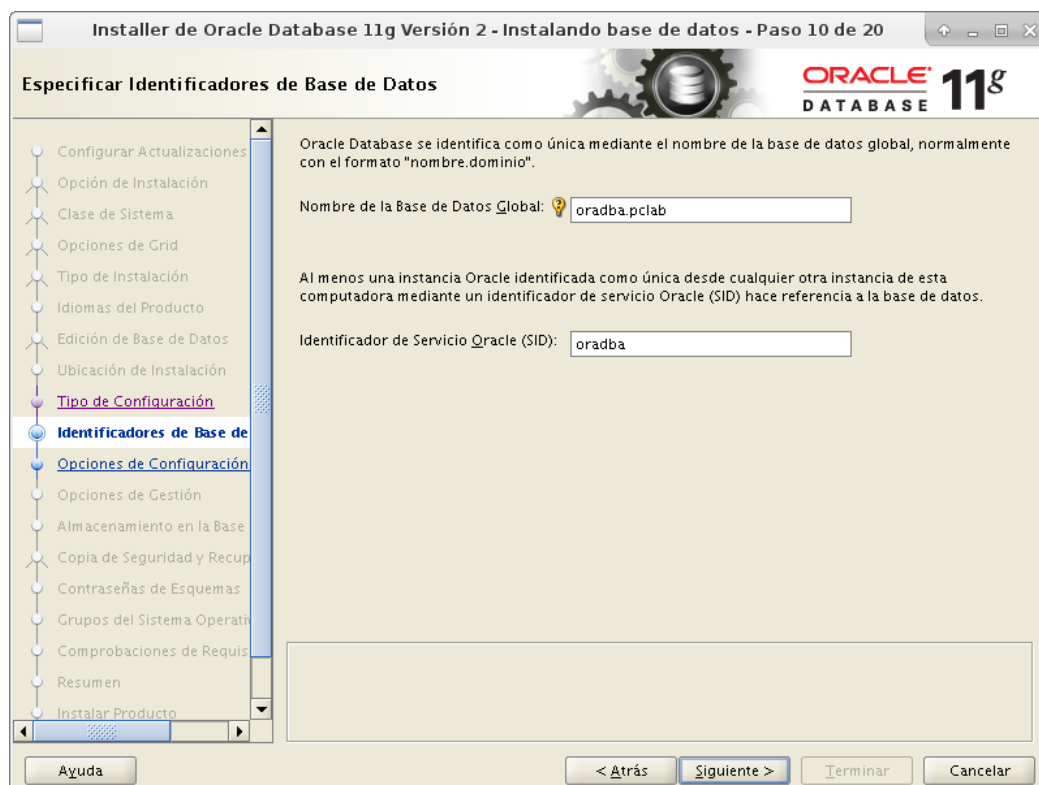 Installer de Oracle Database 11g Versión 2 - Instalando base de datos - Paso 10 de 20
Especificar Identificadores de Base de Datos
ORACLE
DATABASE
11g
Configurar Actualizaciones
Opción de Instalación
Clase de Sistema
Opciones de Grid
Tipo de Instalación
Idiomas del Producto
Edición de Base de Datos
Ubicación de Instalación
Tipo de Configuración
Identificadores de Base de
Opciones de Configuración
Opciones de Gestión
Almacenamiento en la Base
Copia de Seguridad y Recup
Contraseñas de Esquemas
Grupos del Sistema Operativ
Comprobaciones de Requis
Resumen
Instalar Producto
Oracle Database se identifica como única mediante el nombre de la base de datos global, normalmente
con el formato "nombre.dominio".
Nombre de la Base de Datos Global: oradba.pclab
Al menos una instancia Oracle identificada como única desde cualquier otra instancia de esta
computadora mediante un identificador de servicio Oracle (SID) hace referencia a la base de datos.
Identificador de Servicio Oracle (SID): oradba
Ayuda
< Atrás
Siguiente >
Terminar
Cancelar